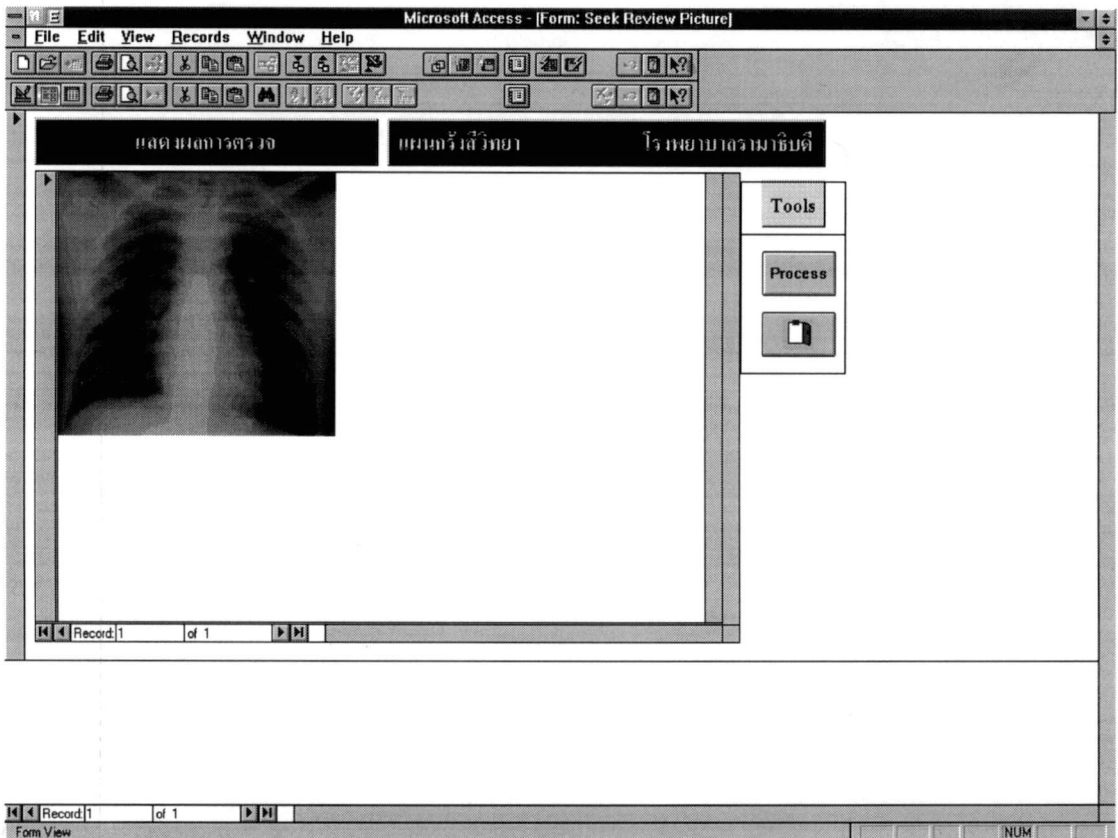 ท E Microsoft Access - [Form: Seek Review Picture]
File Edit View Records Window Help
แสดงผลการตรวจ แผนกรังสีวิทยา โรงพยาบาลรามาธิบดี
Tools
Process
Record: 1 of 1
Record: 1 of 1
Form View NUM